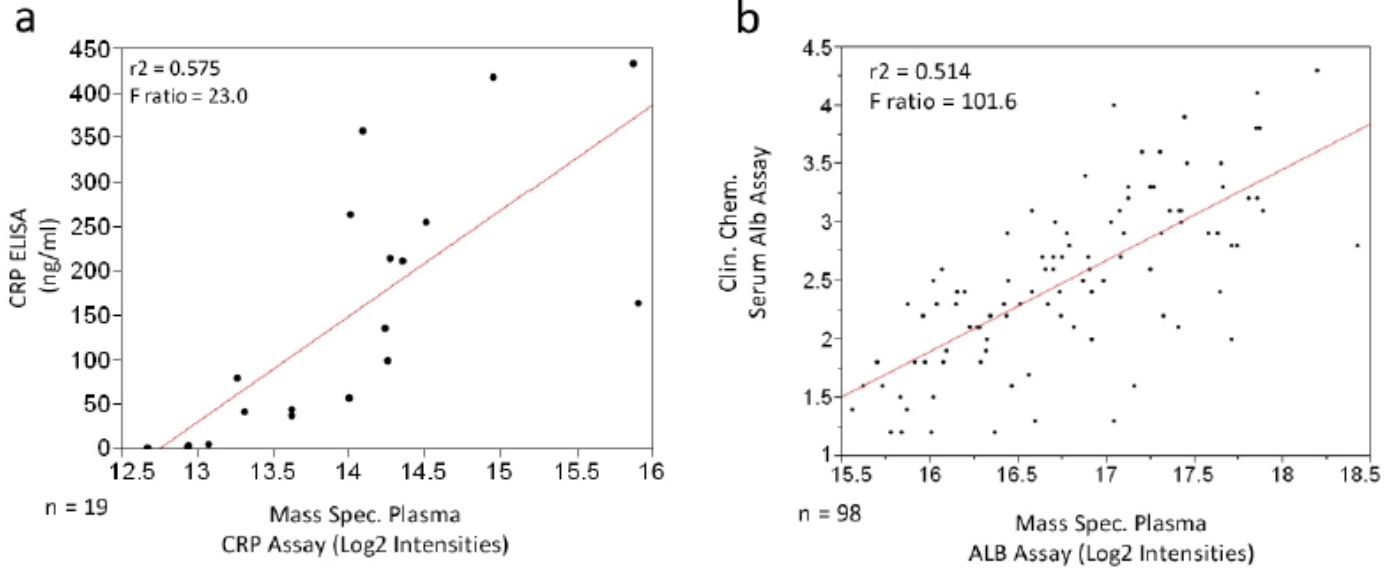 a
r2 = 0.575
F ratio = 23.0
450
400
350
300
250
200
150
100
50
0
CRP ELISA
(ng/ml)
12.5 13 13.5 14 14.5 15 15.5 16
n = 19
Mass Spec. Plasma
CRP Assay (Log2 Intensities)
b
r2 = 0.514
F ratio = 101.6
4.5
4
3.5
3
2.5
2
1.5
1
Clin. Chem.
Serum Alb Assay
15.5 16 16.5 17 17.5 18 18.5
n = 98
Mass Spec. Plasma
ALB Assay (Log2 Intensities)